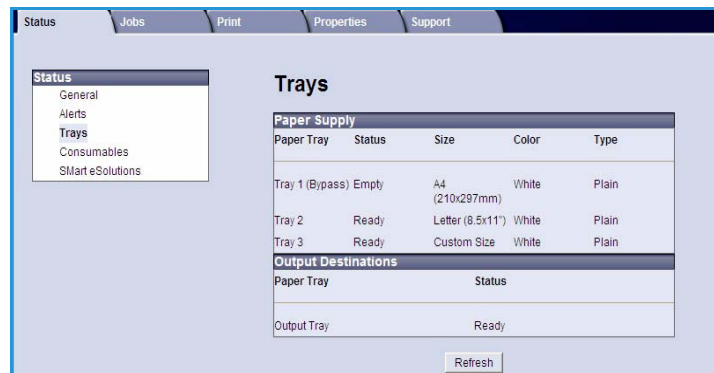 Status Jobs Print Properties Support
Status
General
Alerts
Trays
Consumables
SMart eSolutions
Trays
Paper Supply
Paper Tray Status Size Color Type
Tray 1 (Bypass) Empty A4 (210x297mm) White Plain
Tray 2 Ready Letter (8.5x11") White Plain
Tray 3 Ready Custom Size White Plain
Output Destinations
Paper Tray Status
Output Tray Ready
Refresh